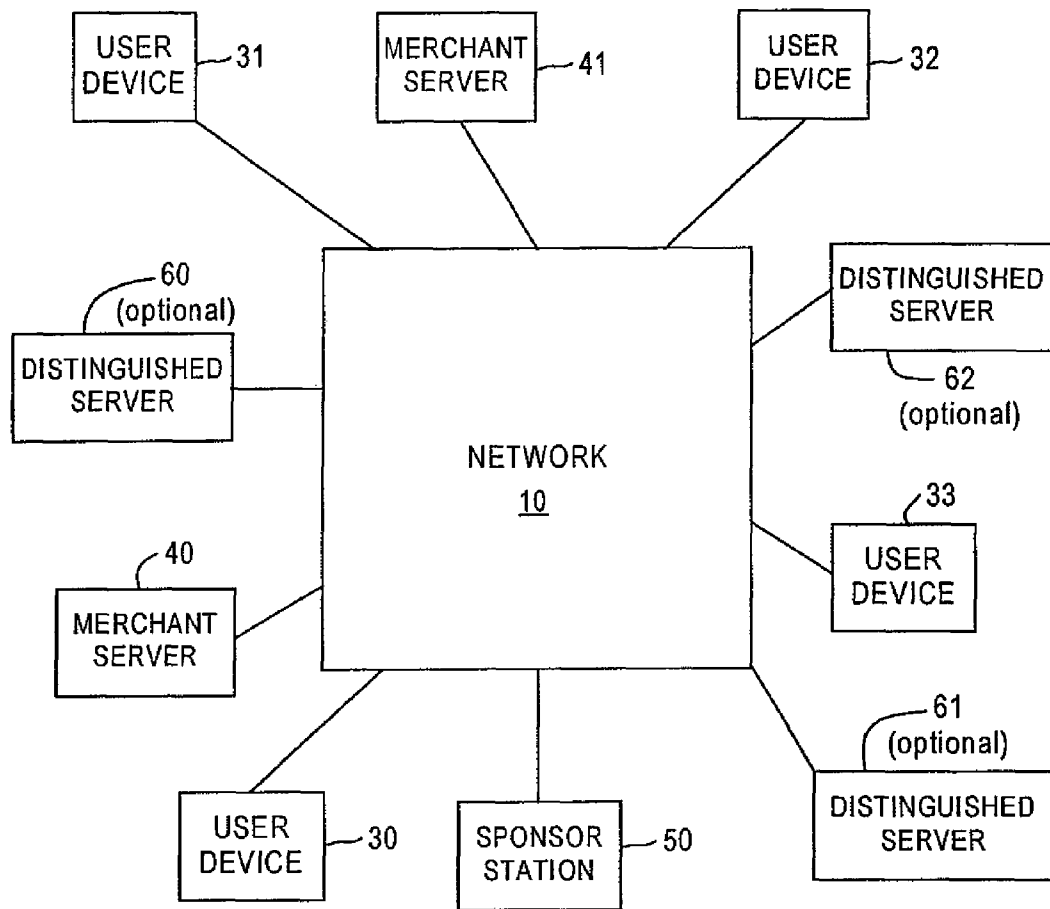 USER
DEVICE
31
MERCHANT
SERVER
41
USER
DEVICE
32
60
(optional)
DISTINGUISHED
SERVER
DISTINGUISHED
SERVER
62
(optional)
NETWORK
10
33
USER
DEVICE
40
MERCHANT
SERVER
61
(optional)
DISTINGUISHED
SERVER
USER
DEVICE
30
SPONSOR
STATION
50